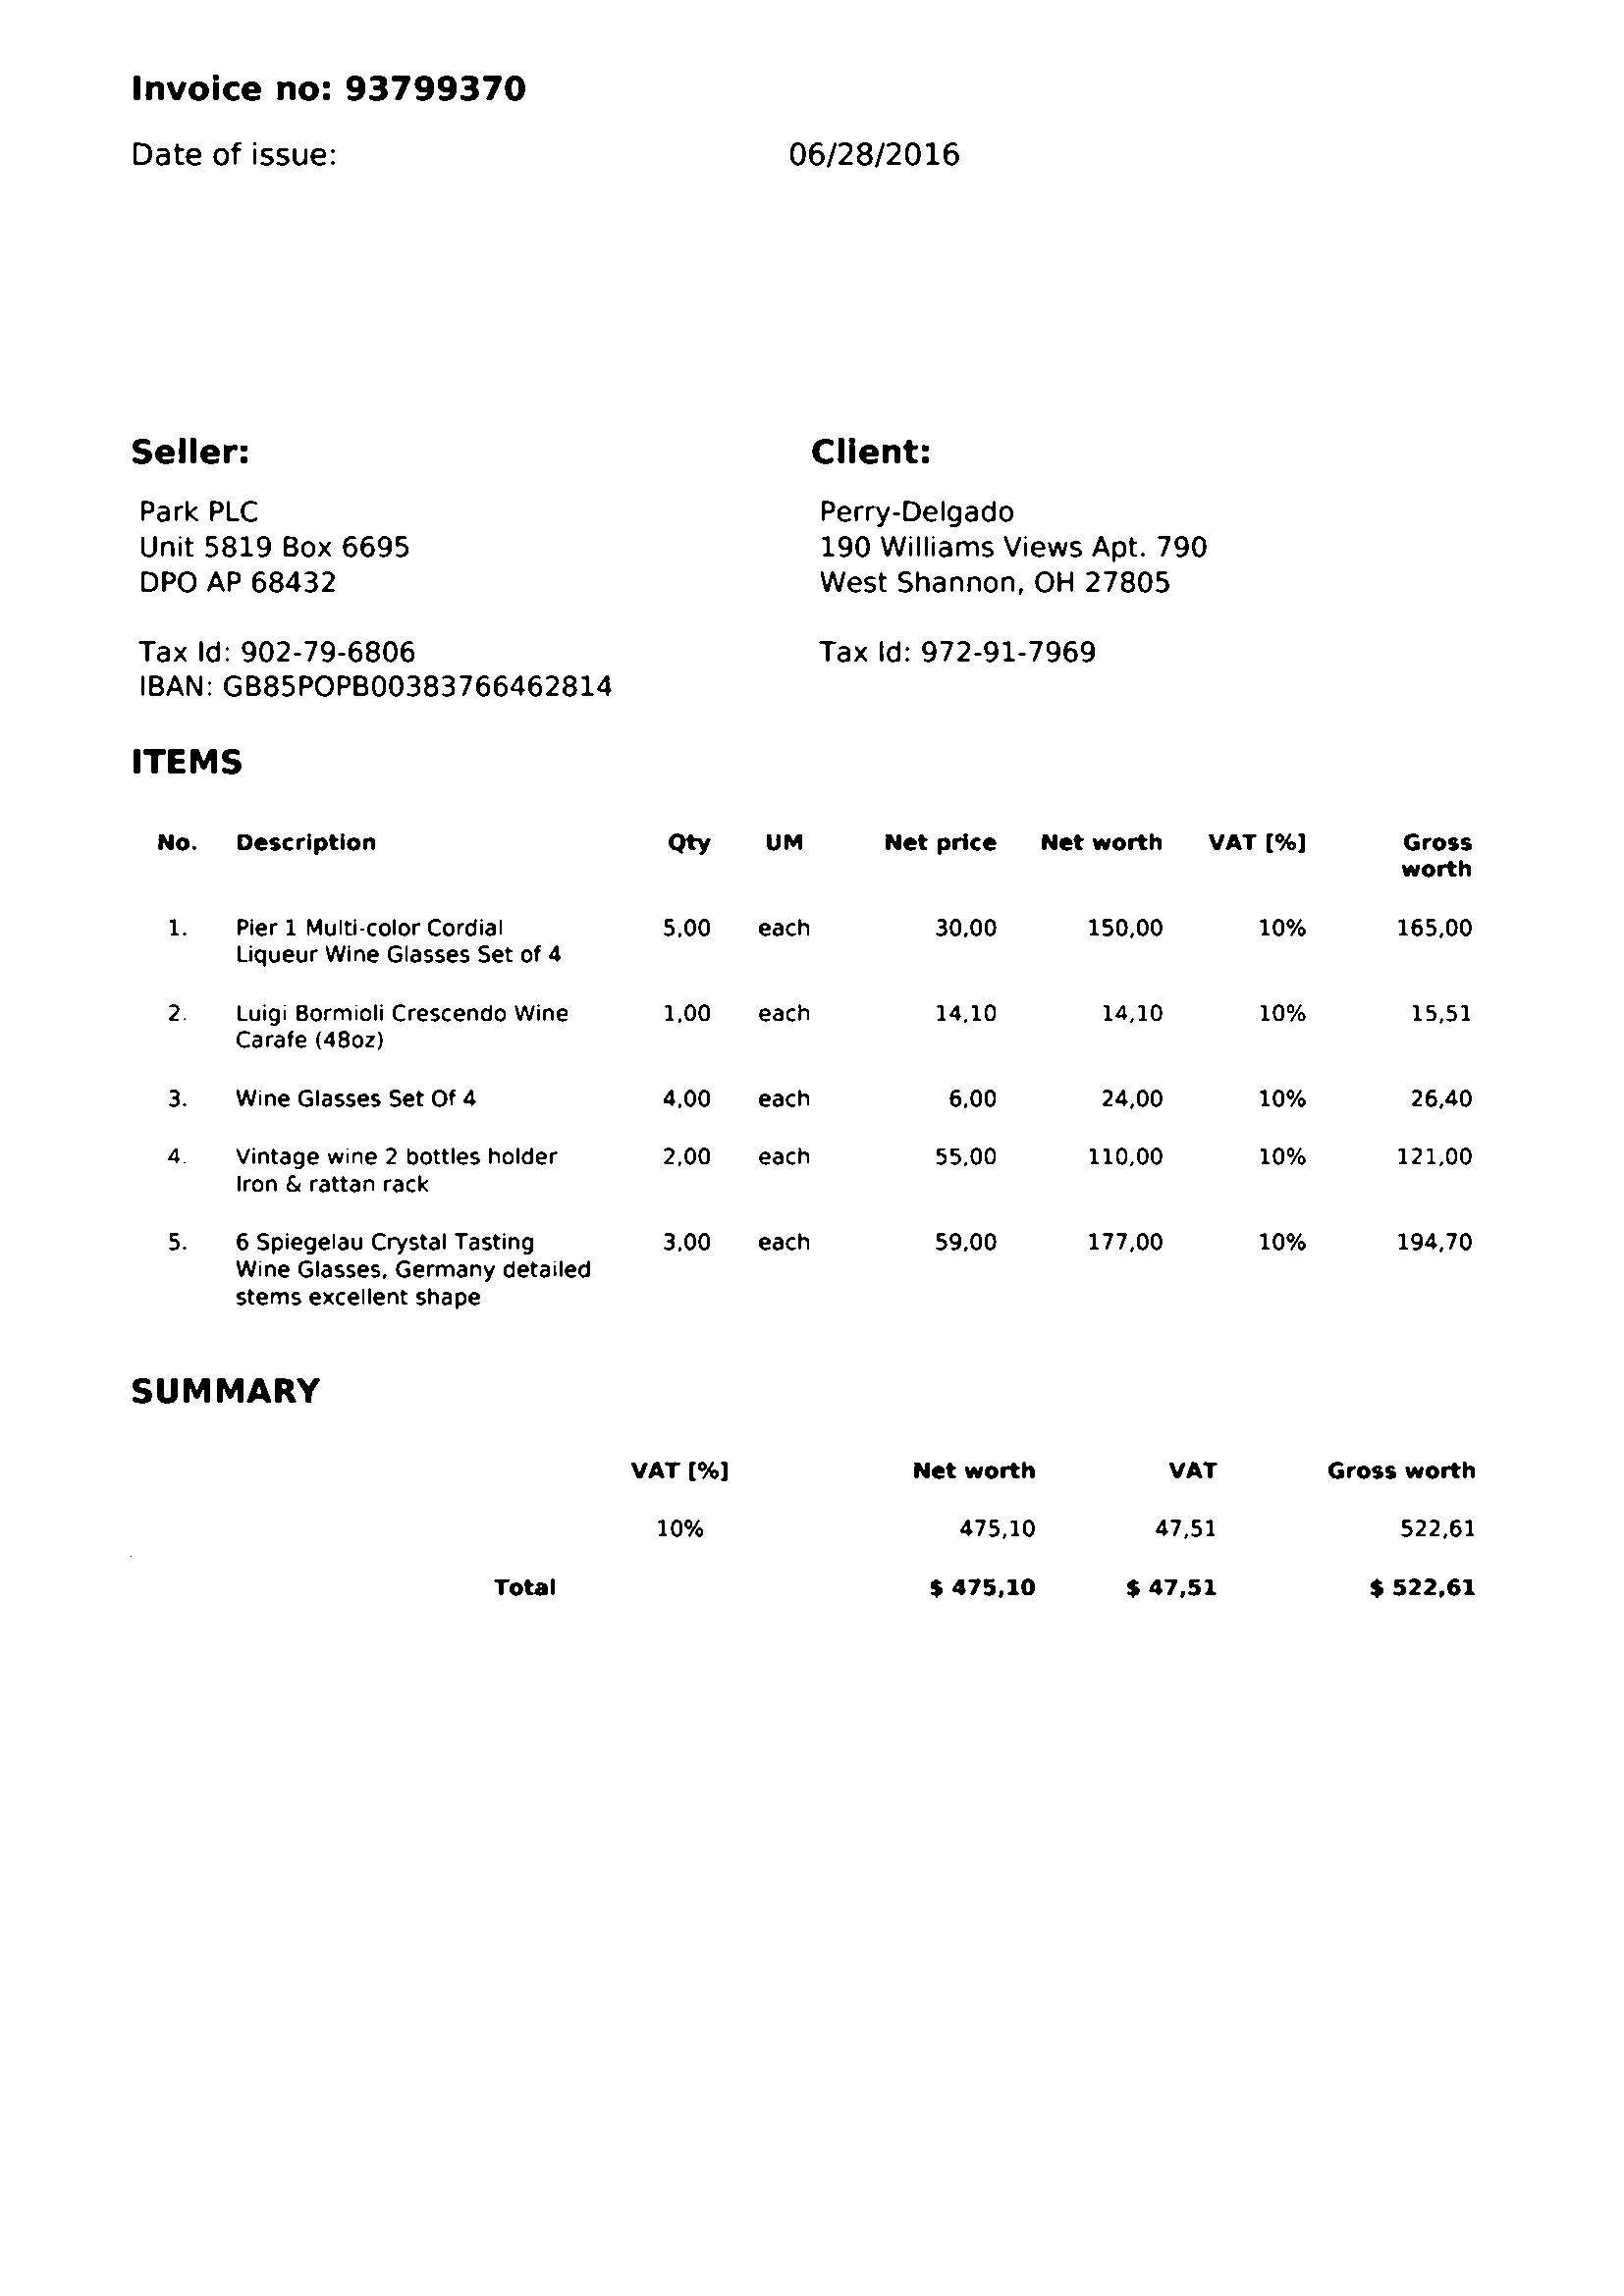 Invoice no: 93799370
Date of issue: 06/28/2016
Seller: Client:
Park PLC Perry-Delgado
Unit 5819 Box 6695 190 Williams Views Apt. 790
DPO AP 68432 West Shannon, OH 27805
Tax Id: 902-79-6806 Tax Id: 972-91-7969
IBAN: GB85POPB00383766462814
ITEMS
No. Description Qty UM Net price Net worth VAT [%] Gross
worth
1. Pier 1 Multi-color Cordial 5,00 each 30,00 150,00 10% 165,00
Liqueur Wine Glasses Set of 4
2. Luigi Bormioli Crescendo Wine 1,00 each 14,10 14,10 10% 15,51
Carafe (48oz)
3. Wine Glasses Set Of 4 4,00 each 6,00 24,00 10% 26,40
4. Vintage wine 2 bottles holder 2,00 each 55,00 110,00 10% 121,00
Iron & rattan rack
5. 6 Spiegelau Crystal Tasting 3,00 each 59,00 177,00 10% 194,70
Wine Glasses, Germany detailed
stems excellent shape
SUMMARY
VAT [%] Net worth VAT Gross worth
10% 475,10 47,51 522,61
Total $ 475,10 $ 47,51 $ 522,61